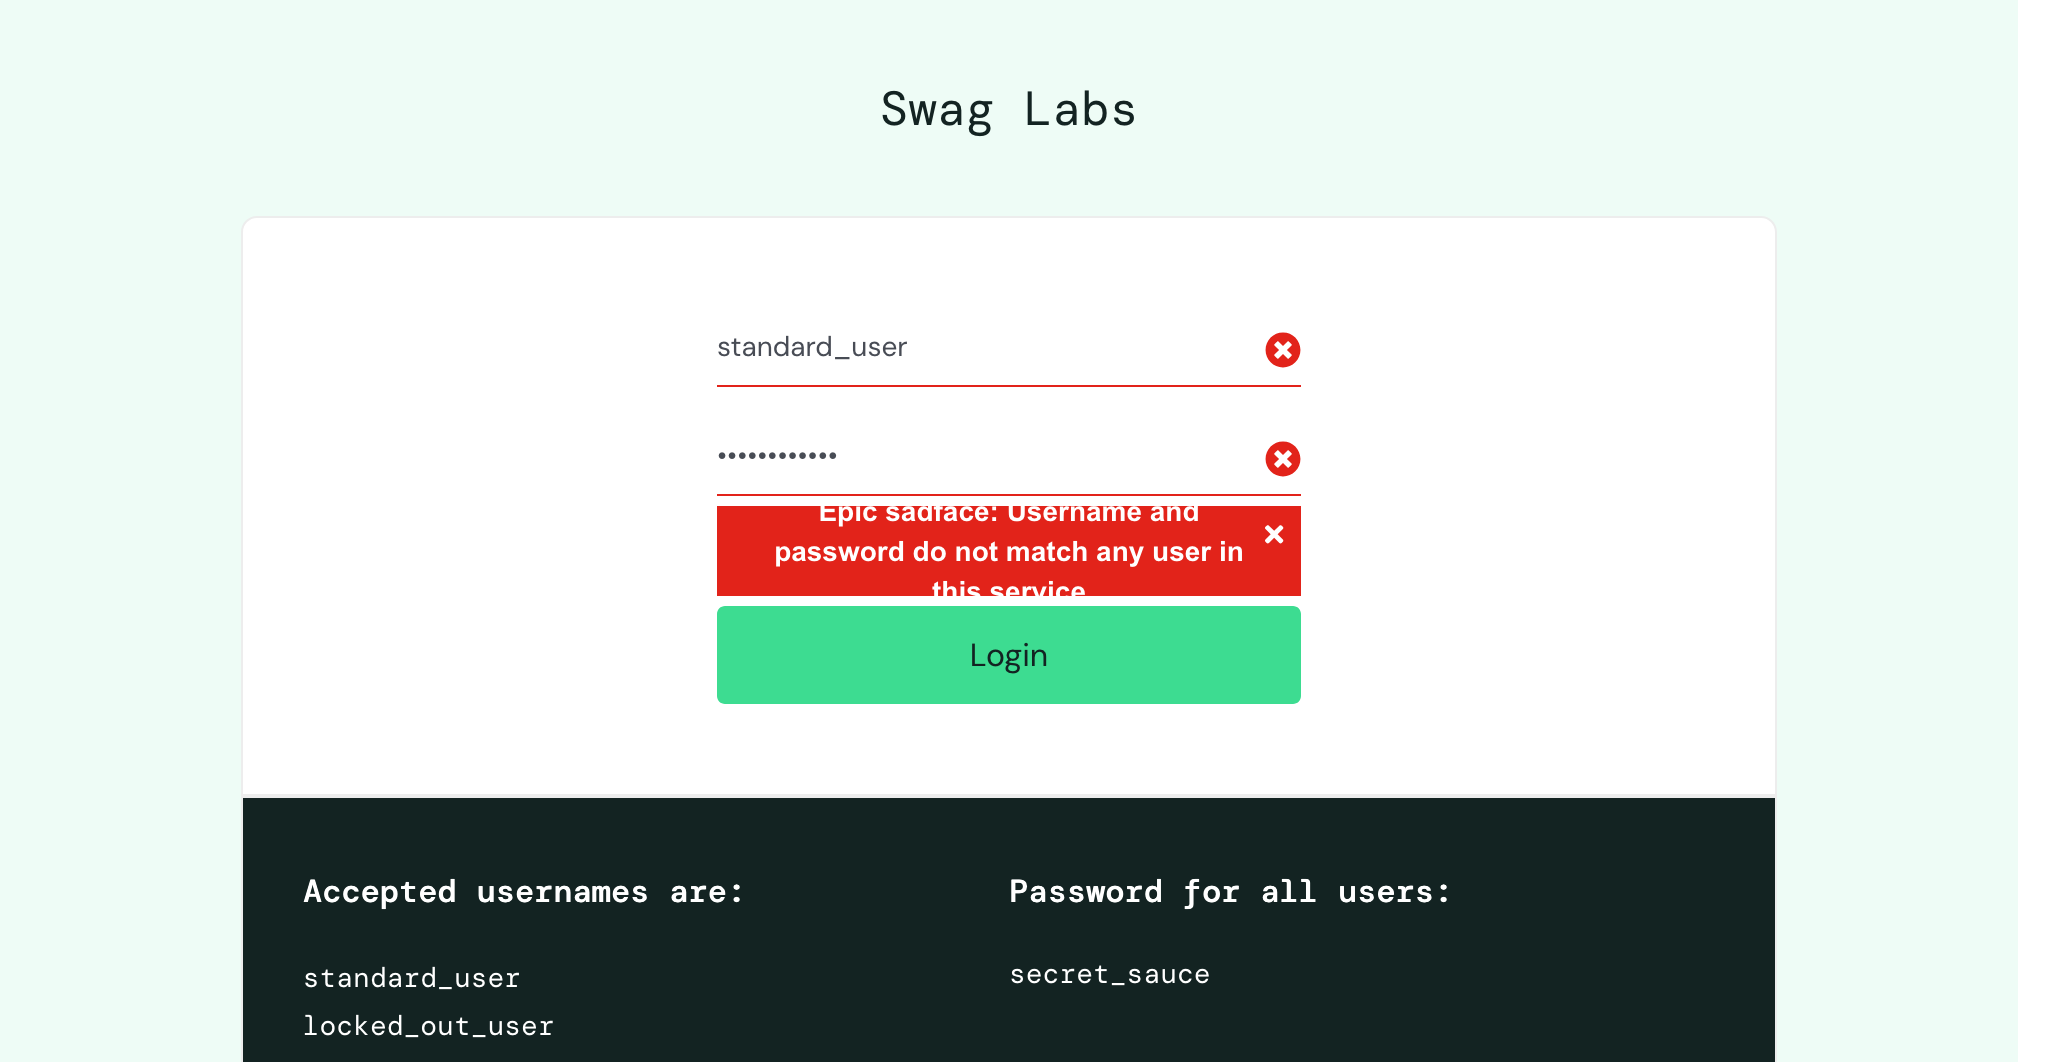 Swag Labs
standard_user
••••••••••••
Epic sadface: Username and
password do not match any user in
this service
Login
Accepted usernames are:
Password for all users:
standard_user
secret_sauce
locked_out_user